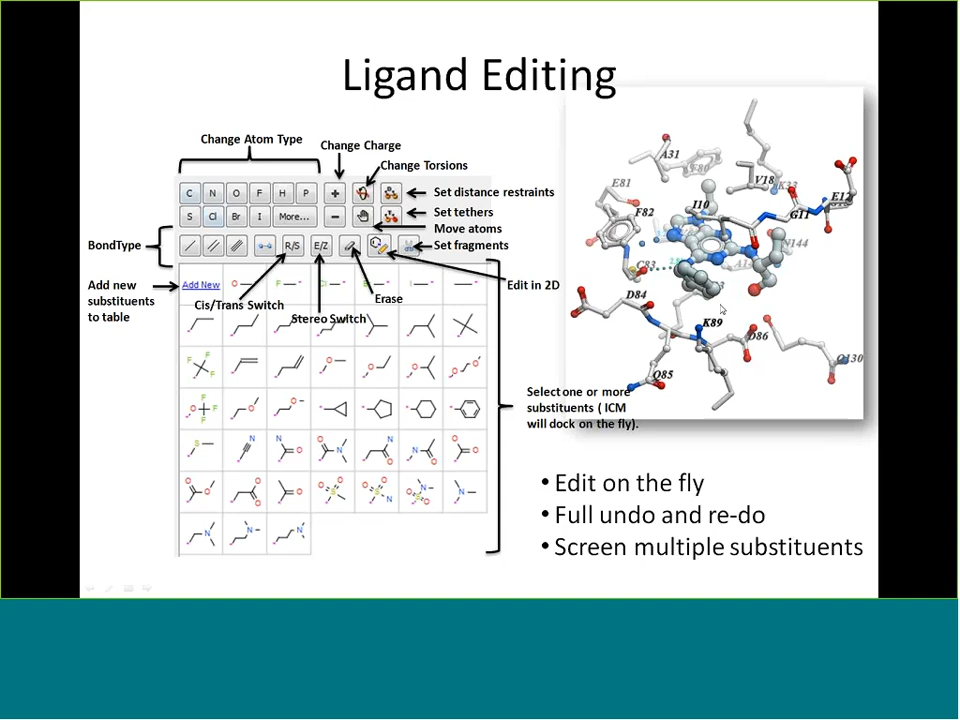 Ligand Editing
Change Atom Type
Change Charge
Change Torsions
C N O F H P
Set distance restraints
S Cl Br I More...
Set tethers
Move atoms
BondType
R/S E/Z
Set fragments
Add new
substituents
to table
Add New
Cis/Trans Switch
Stereo Switch
Erase
Edit in 2D
Select one or more
substituents ( ICM
will dock on the fly).
A31
F80
E81
V18
K33
E12
I10
G11
F82
N144
C83
D84
K89
D86
Q85
Q130
• Edit on the fly
• Full undo and re-do
• Screen multiple substituents